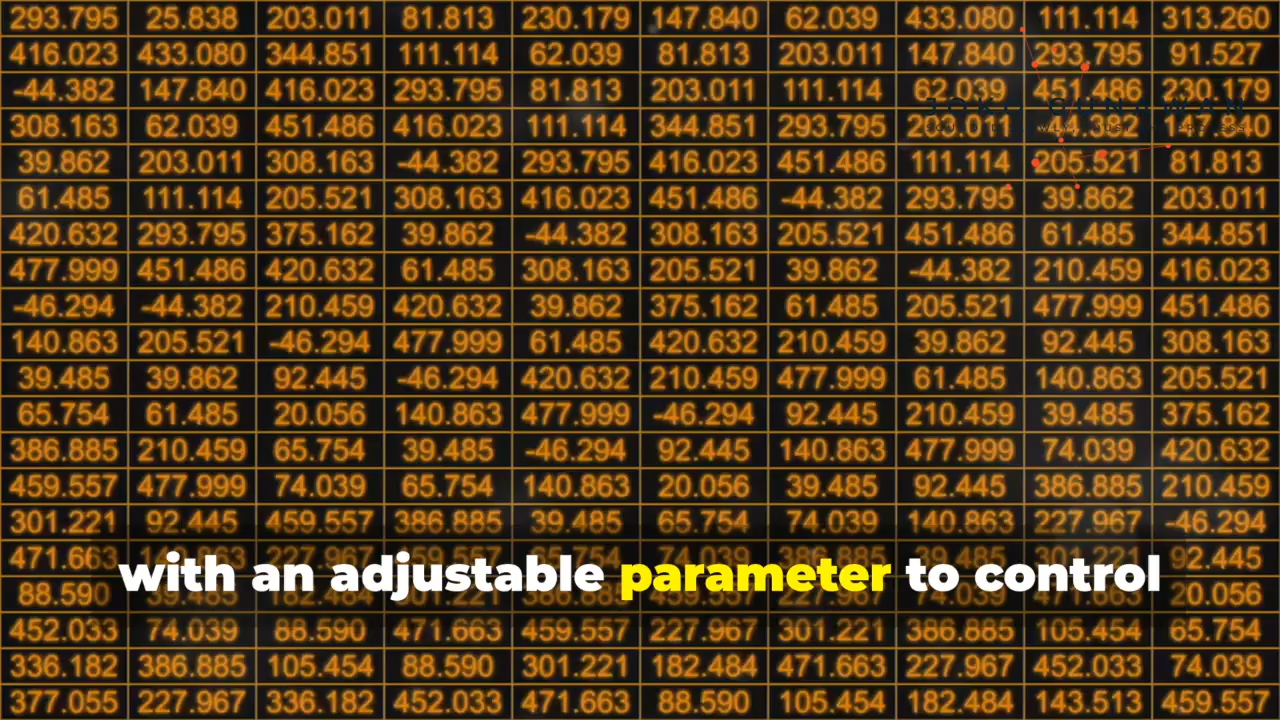 293.795 25.838 203.011 81.813 230.179 147.840 62.039 433.080 111.114 313.260
416.023 433.080 344.851 111.114 62.039 81.813 203.011 147.840 293.795 91.527
-44.382 147.840 416.023 293.795 81.813 203.011 111.114 62.039 451.486 230.179
308.163 62.039 451.486 416.023 111.114 344.851 293.795 147.840
39.862 203.011 308.163 -44.382 293.795 416.023 451.486 111.114 205.521 81.813
61.485 111.114 205.521 308.163 416.023 451.486 -44.382 293.795 39.862 203.011
420.632 293.795 375.162 39.862 -44.382 308.163 205.521 451.486 61.485 344.851
477.999 451.486 420.632 61.485 308.163 205.521 39.862 -44.382 210.459 416.023
-46.294 -44.382 210.459 420.632 39.862 375.162 61.485 205.521 477.999 451.486
140.863 205.521 -46.294 477.999 61.485 420.632 210.459 39.862 92.445 308.163
39.485 39.862 92.445 -46.294 420.632 210.459 477.999 61.485 140.863 205.521
65.754 61.485 20.056 140.863 477.999 -46.294 92.445 210.459 39.485 375.162
386.885 210.459 65.754 39.485 -46.294 92.445 140.863 477.999 74.039 420.632
459.557 477.999 74.039 65.754 140.863 20.056 39.485 92.445 386.885 210.459
301.221 92.445 459.557 386.885 39.485 65.754 74.039 140.863 227.967 -46.294
471.663 92.445
with an adjustable parameter to control
88.590 20.056
452.033 74.039 88.590 471.663 459.557 227.967 301.221 386.885 105.454 65.754
336.182 386.885 105.454 88.590 301.221 182.484 471.663 227.967 452.033 74.039
377.055 227.967 336.182 452.033 471.663 88.590 105.454 182.484 143.513 459.557